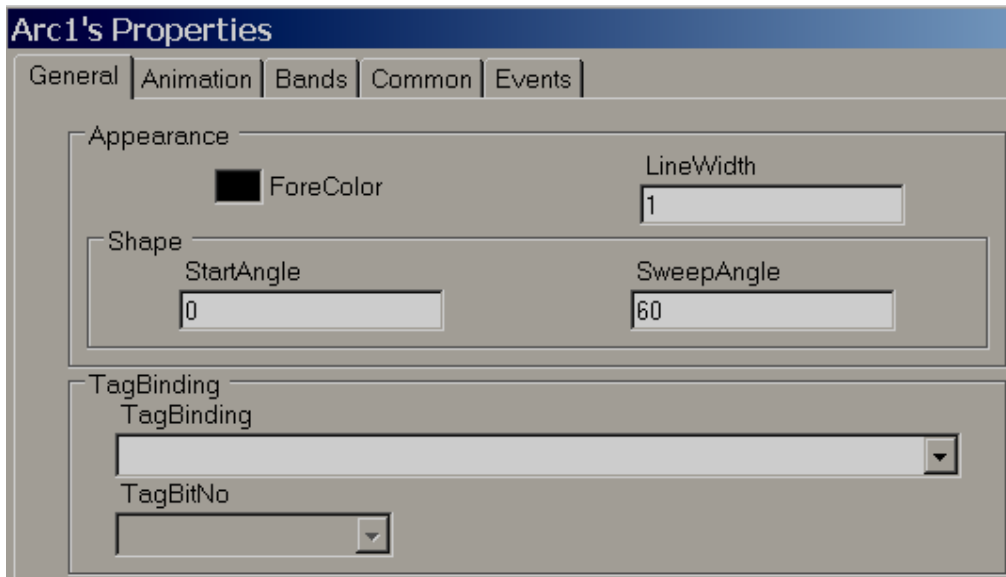 Arc1's Properties
General Animation Bands Common Events
Appearance
ForeColor
LineWidth
1
Shape
StartAngle
SweepAngle
0
60
TagBinding
TagBinding
TagBitNo